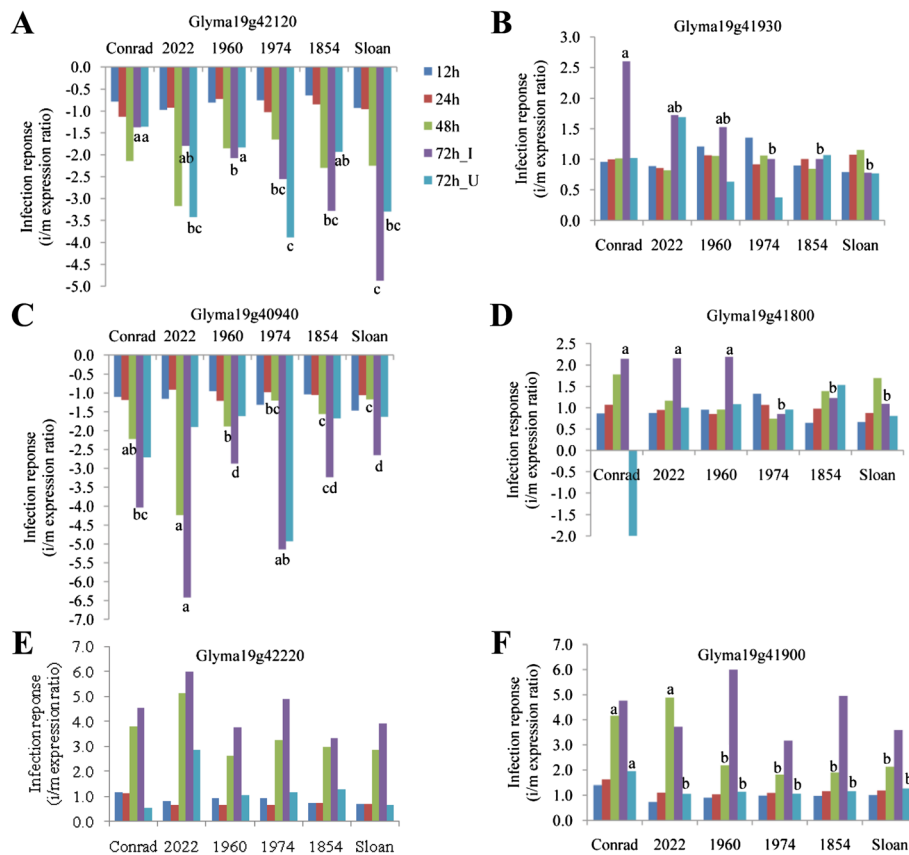 A
Glyma19g42120
Conrad 2022 1960 1974 1854 Sloan
Infection reponse
(i/m expression ratio)
0.0
-0.5
-1.0
-1.5
-2.0
-2.5
-3.0
-3.5
-4.0
-4.5
-5.0
a a ab bc b a bc c bc ab c bc
12h
24h
48h
72h_I
72h_U
B
Glyma19g41930
Infection reponse
(i/m expression ratio)
3.0
2.5
2.0
1.5
1.0
0.5
0.0
a ab ab b b b
Conrad 2022 1960 1974 1854 Sloan
C
Glyma19g40940
Conrad 2022 1960 1974 1854 Sloan
Infection reponse
(i/m expression ratio)
0.0
-0.5
-1.0
-1.5
-2.0
-2.5
-3.0
-3.5
-4.0
-4.5
-5.0
-5.5
-6.0
-6.5
-7.0
ab bc a a b d bc ab c cd c d
D
Glyma19g41800
Infection reponse
(i/m expression ratio)
2.5
2.0
1.5
1.0
0.5
0.0
-0.5
-1.0
-1.5
-2.0
a a a b b b
Conrad 2022 1960 1974 1854 Sloan
E
Glyma19g42220
Infection reponse
(i/m expression ratio)
6.0
7.0
5.0
4.0
3.0
2.0
1.0
0.0
Conrad 2022 1960 1974 1854 Sloan
F
Glyma19g41900
Infection reponse
(i/m expression ratio)
7.0
6.0
5.0
4.0
3.0
2.0
1.0
0.0
a a a b b b b b b b b b
Conrad 2022 1960 1974 1854 Sloan